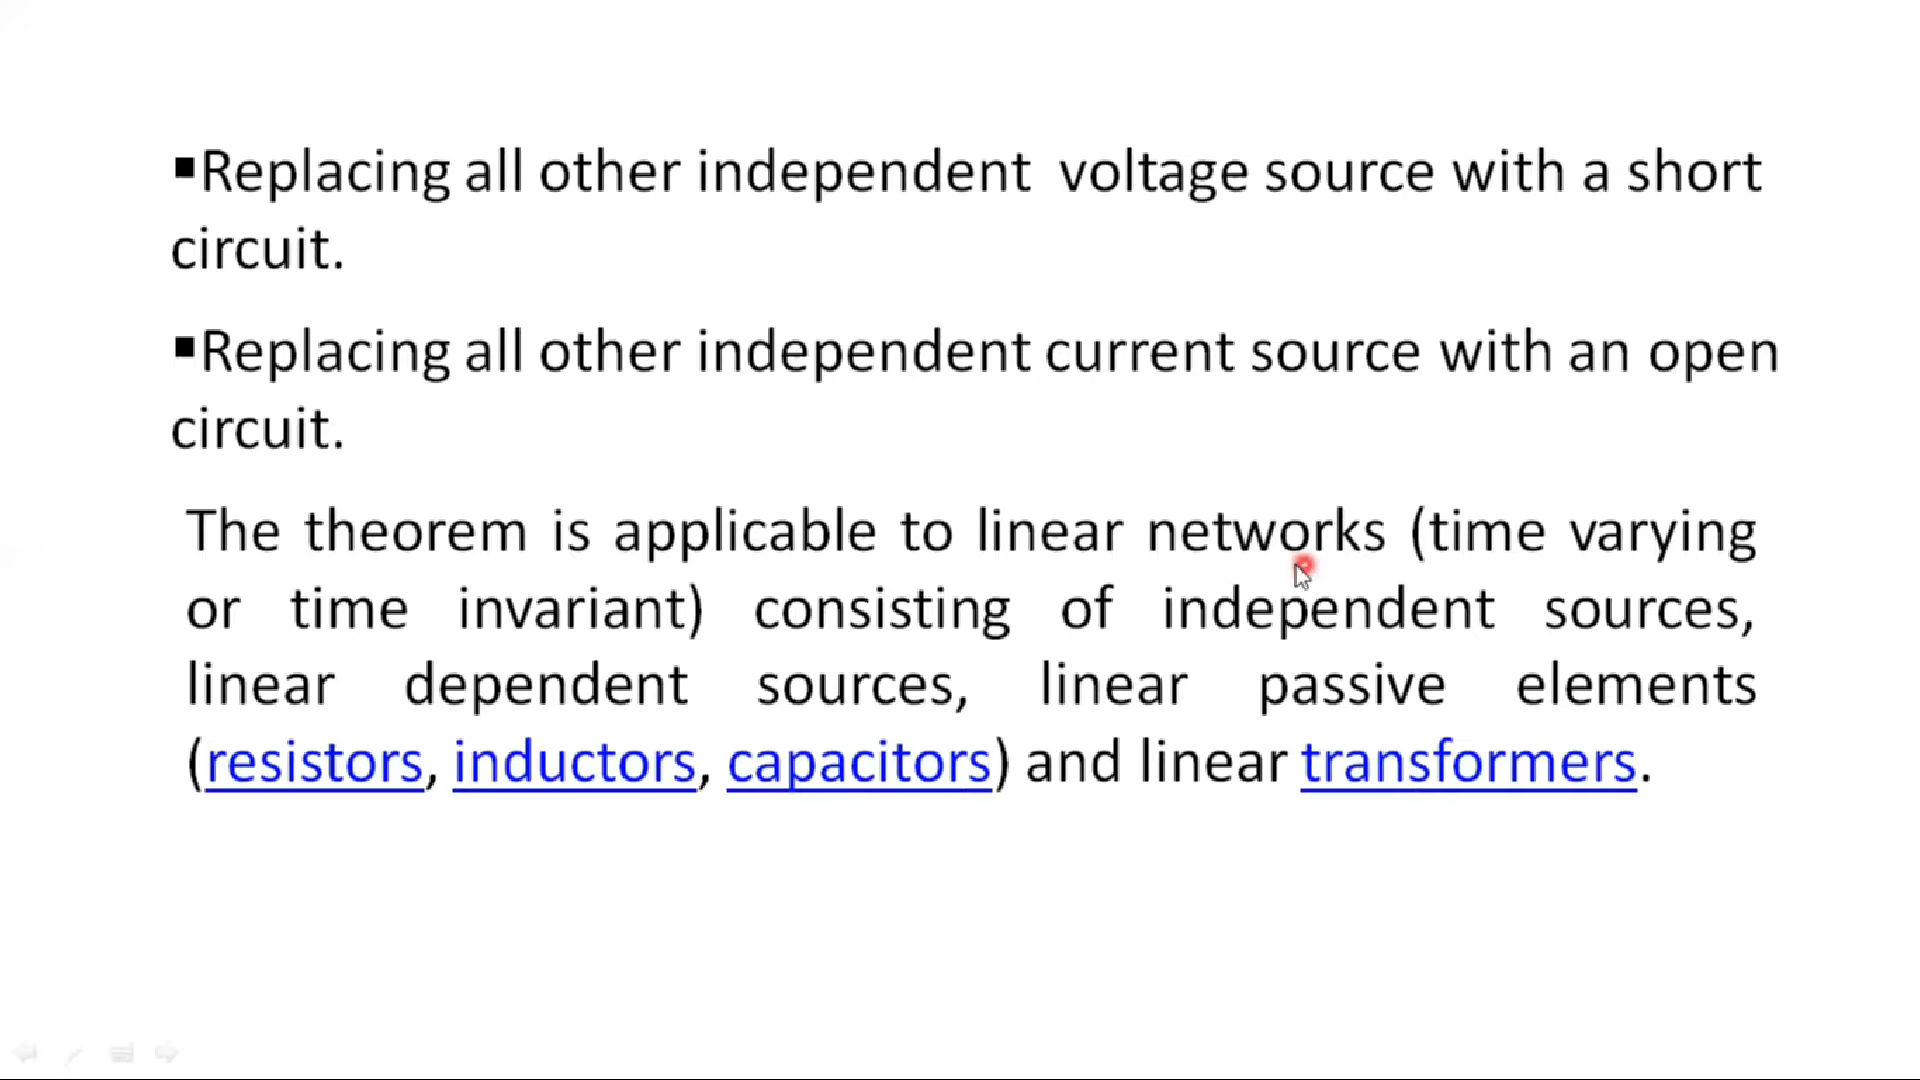 ▪Replacing all other independent voltage source with a short
circuit.
▪Replacing all other independent current source with an open
circuit.
The theorem is applicable to linear networks (time varying
or time invariant) consisting of independent sources,
linear dependent sources, linear passive elements
(resistors, inductors, capacitors) and linear transformers.